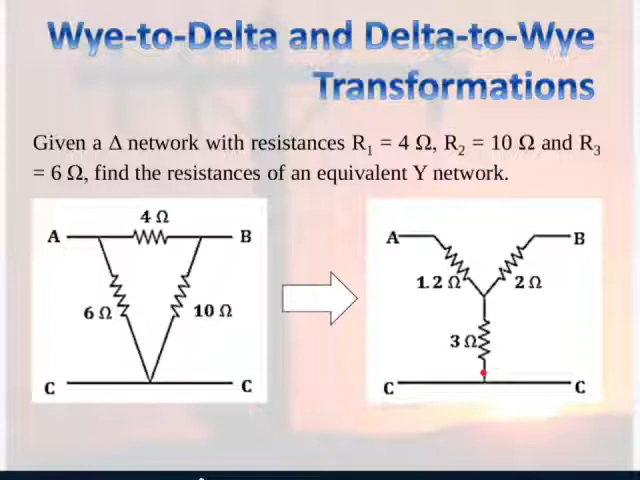 Wye-to-Delta and Delta-to-Wye
Transformations
Given a Δ network with resistances R₁ = 4 Ω, R₂ = 10 Ω and R₃
= 6 Ω, find the resistances of an equivalent Y network.
4 Ω
A B
6 Ω 10 Ω
C C
A B
1.2 Ω 2 Ω
3 Ω
C C